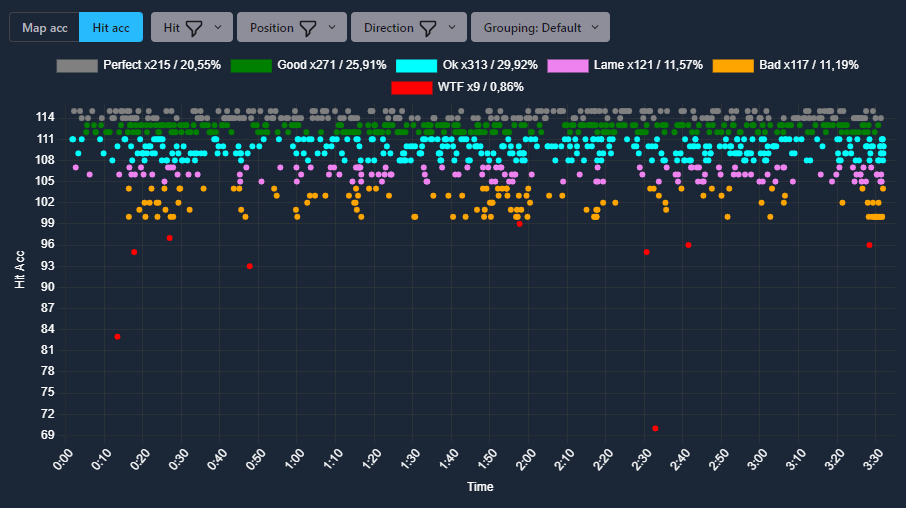 Map acc Hit acc Hit Position Direction Grouping: Default
Perfect x215 / 20,55% Good x271 / 25,91% Ok x313 / 29,92% Lame x121 / 11,57% Bad x117 / 11,19%
WTF x9 / 0,86%
114
111
108
105
102
99
96
93
90
87
84
81
78
75
72
69
Hit Acc
0:00 0:10 0:20 0:30 0:40 0:50 1:00 1:10 1:20 1:30 1:40 1:50 2:00 2:10 2:20 2:30 2:40 2:50 3:00 3:10 3:20 3:30
Time